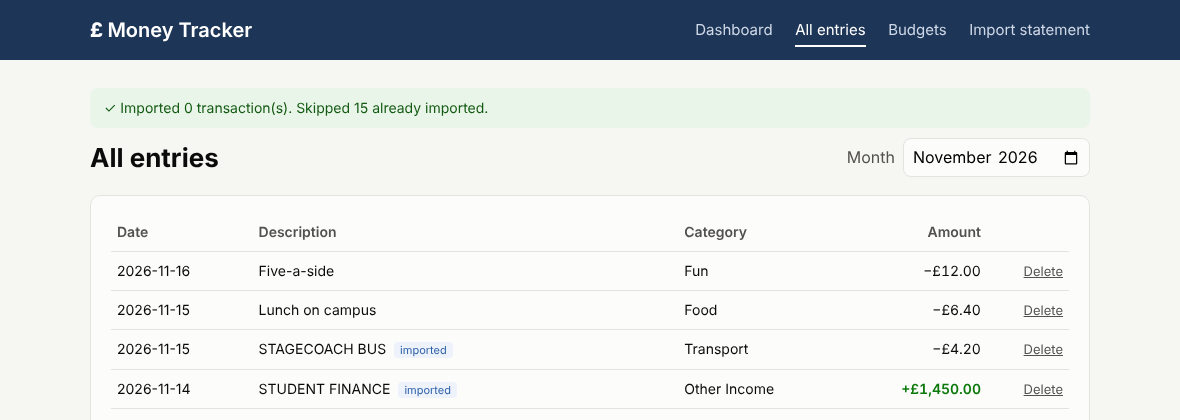 £ Money Tracker
Dashboard All entries Budgets Import statement
✓ Imported 0 transaction(s). Skipped 15 already imported.
All entries
Month November 2026
Date Description Category Amount
2026-11-16 Five-a-side Fun −£12.00 Delete
2026-11-15 Lunch on campus Food −£6.40 Delete
2026-11-15 STAGECOACH BUS imported Transport −£4.20 Delete
2026-11-14 STUDENT FINANCE imported Other Income +£1,450.00 Delete